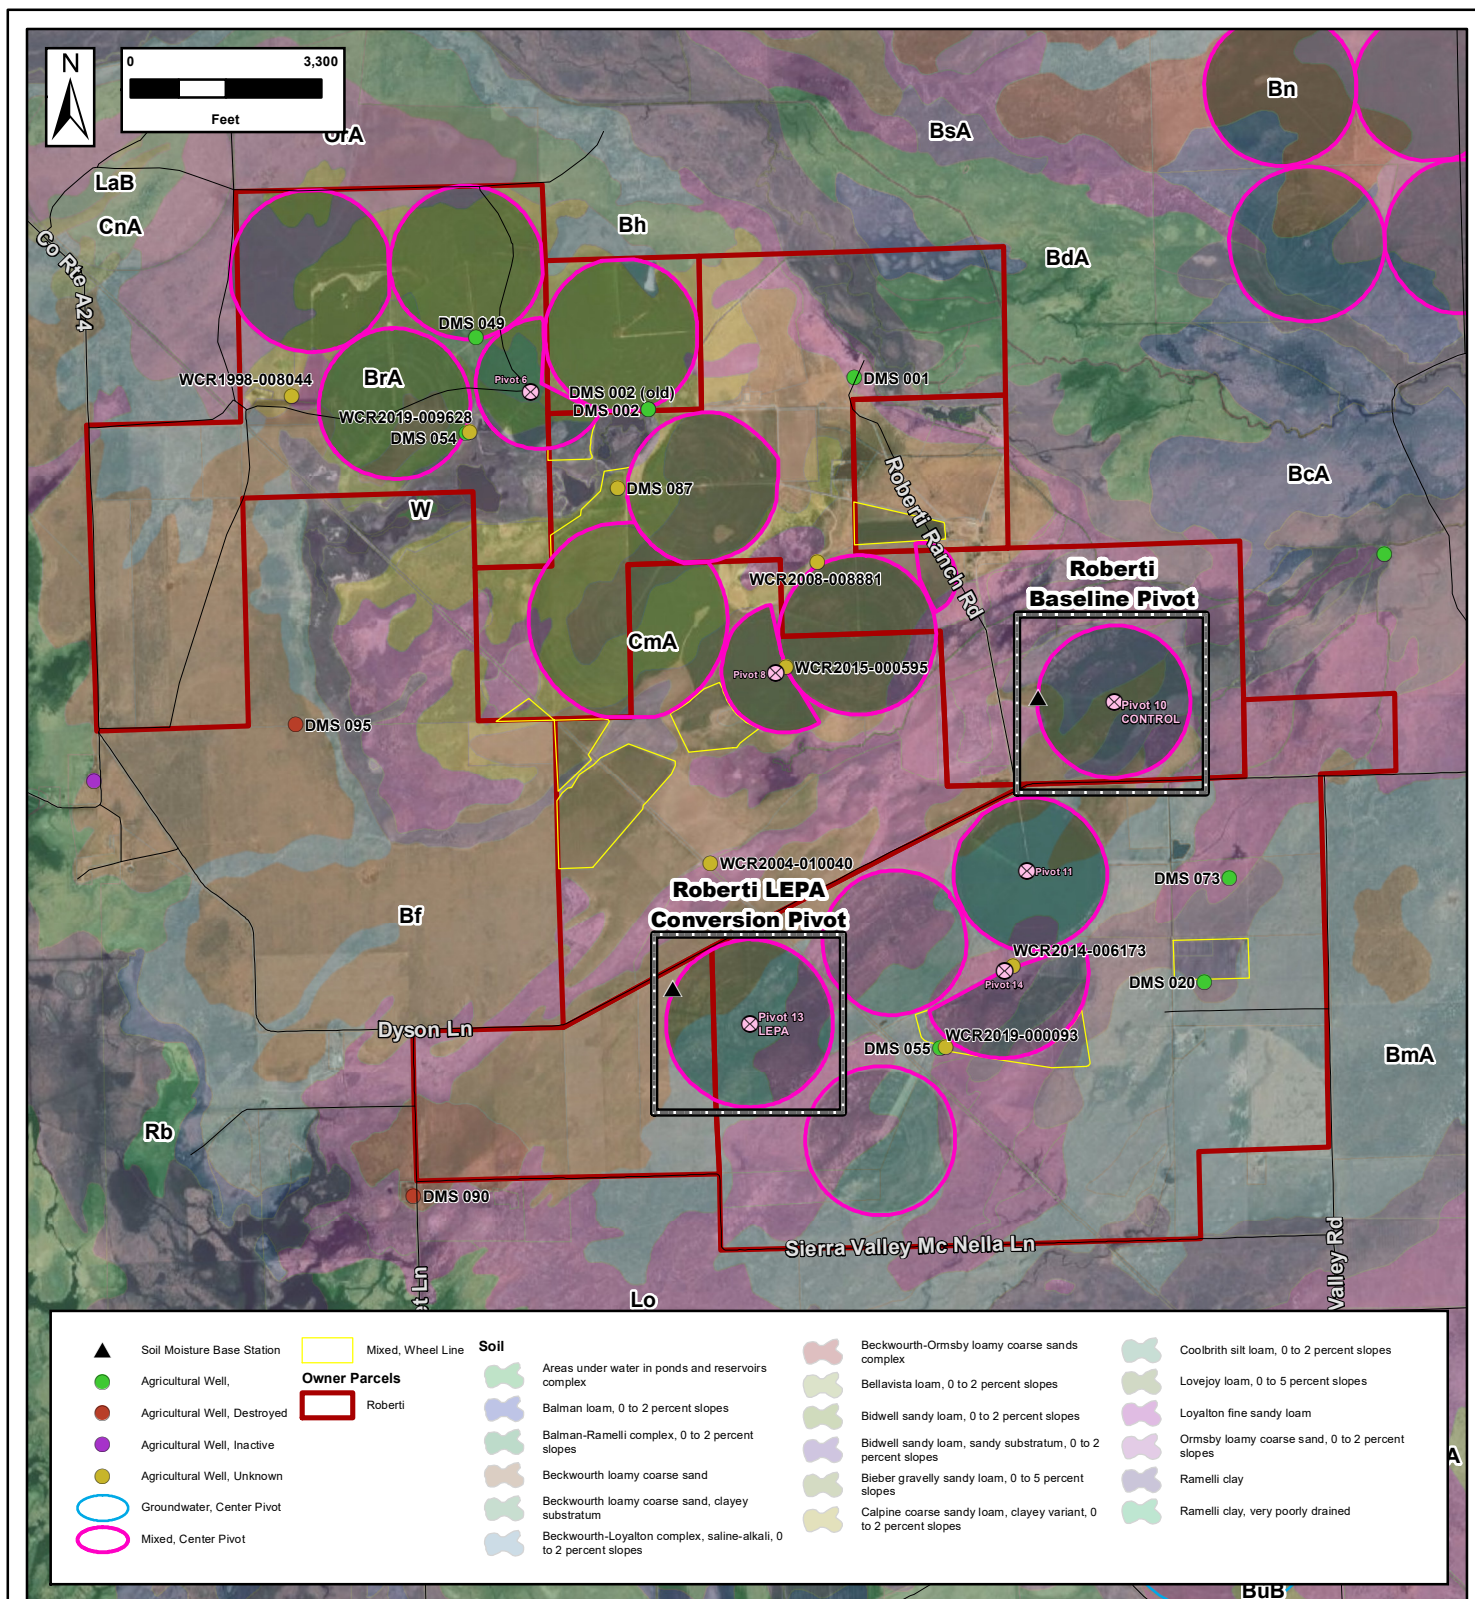 N
0 3,300
Feet
OrA
LaB
CnA
Co Rte A24
Bh
BsA
Bn
BdA
DMS 049
WCR1998-008044
BrA
Pivot 6
DMS 002 (old)
DMS 002
DMS 001
WCR2019-009628
DMS 054
DMS 087
W
Roberti Ranch Rd
BcA
WCR2008-008881
Roberti
Baseline Pivot
CmA
Pivot 8
WCR2015-000595
Pivot 10
CONTROL
DMS 095
WCR2004-010040
Roberti LEPA
Conversion Pivot
Pivot 11
DMS 073
Bf
WCR2014-006173
Pivot 14
DMS 020
Pivot 13
LEPA
Dyson Ln
DMS 055
WCR2019-000093
BmA
Rb
DMS 090
Sierra Valley Mc Nella Ln
Valley Rd
Lo
Soil Moisture Base Station
Agricultural Well,
Agricultural Well, Destroyed
Agricultural Well, Inactive
Agricultural Well, Unknown
Groundwater, Center Pivot
Mixed, Center Pivot
Mixed, Wheel Line
Owner Parcels
Roberti
Soil
Areas under water in ponds and reservoirs
complex
Balman loam, 0 to 2 percent slopes
Balman-Ramelli complex, 0 to 2 percent
slopes
Beckwourth loamy coarse sand
Beckwourth loamy coarse sand, clayey
substratum
Beckwourth-Loyalton complex, saline-alkali, 0
to 2 percent slopes
Beckwourth-Ormsby loamy coarse sands
complex
Bellavista loam, 0 to 2 percent slopes
Bidwell sandy loam, 0 to 2 percent slopes
Bidwell sandy loam, sandy substratum, 0 to 2
percent slopes
Bieber gravelly sandy loam, 0 to 5 percent
slopes
Calpine coarse sandy loam, clayey variant, 0
to 2 percent slopes
Coolbrith silt loam, 0 to 2 percent slopes
Lovejoy loam, 0 to 5 percent slopes
Loyalton fine sandy loam
Ormsby loamy coarse sand, 0 to 2 percent
slopes
Ramelli clay
Ramelli clay, very poorly drained
BuB